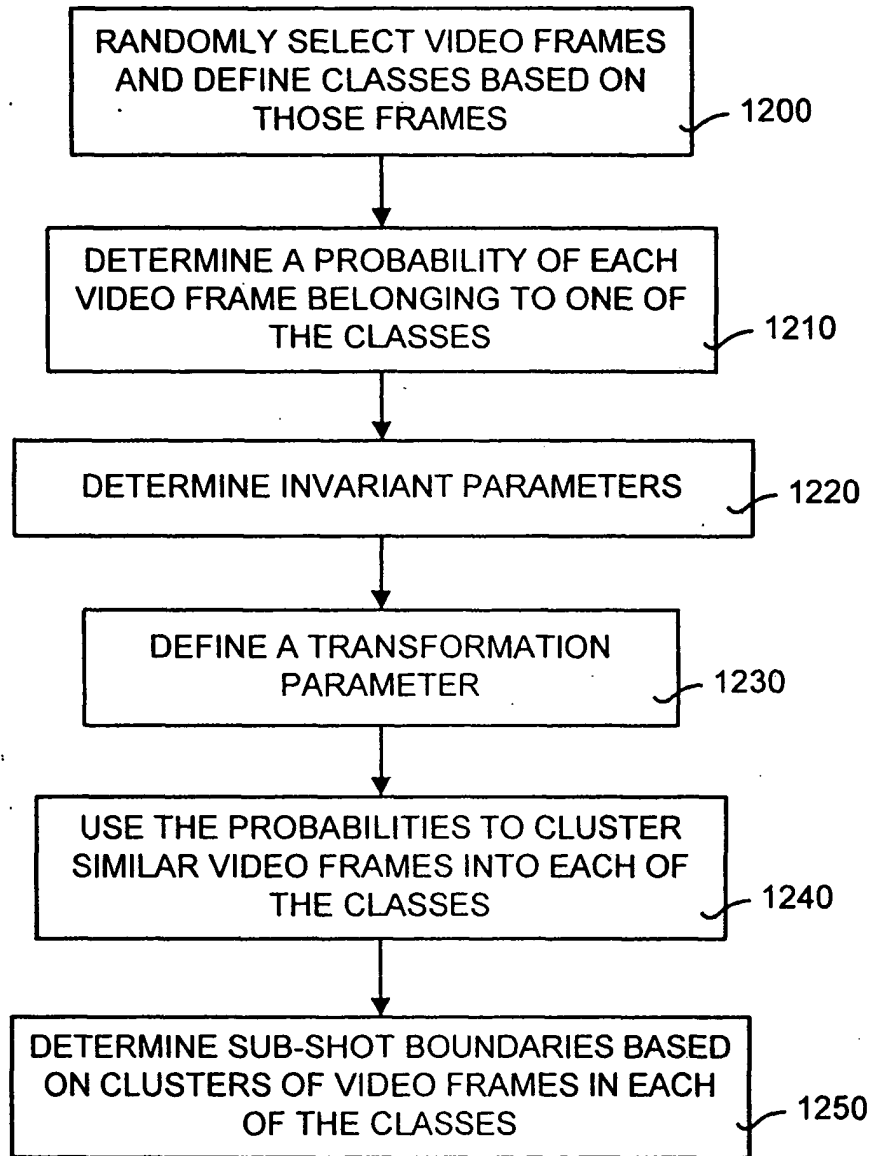 RANDOMLY SELECT VIDEO FRAMES
AND DEFINE CLASSES BASED ON
THOSE FRAMES
1200
DETERMINE A PROBABILITY OF EACH
VIDEO FRAME BELONGING TO ONE OF
THE CLASSES
1210
DETERMINE INVARIANT PARAMETERS
1220
DEFINE A TRANSFORMATION
PARAMETER
1230
USE THE PROBABILITIES TO CLUSTER
SIMILAR VIDEO FRAMES INTO EACH OF
THE CLASSES
1240
DETERMINE SUB-SHOT BOUNDARIES BASED
ON CLUSTERS OF VIDEO FRAMES IN EACH
OF THE CLASSES
1250